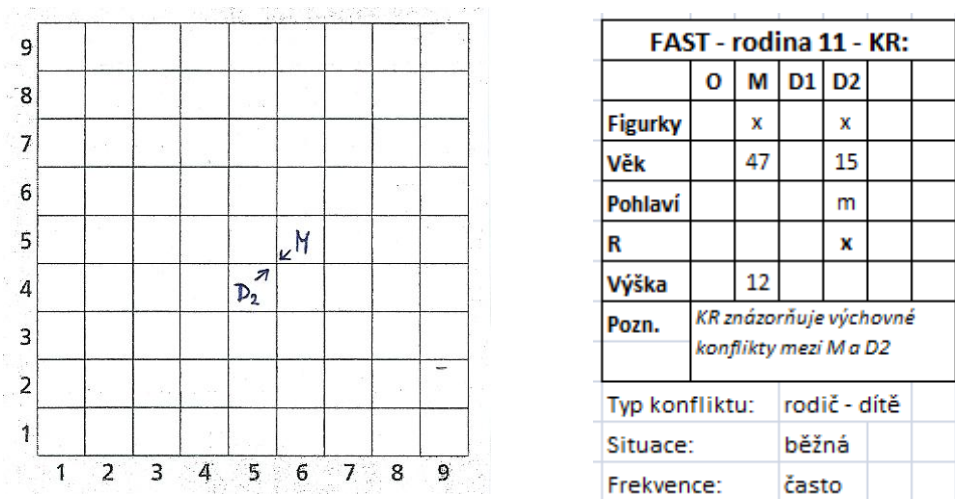 9
8
7
6
5 M
4 D2
3
2
1
1 2 3 4 5 6 7 8 9
FAST - rodina 11 - KR:
O M D1 D2
Figurky x x
Věk 47 15
Pohlaví m
R x
Výška 12
Pozn. KR znázorňuje výchovné
konflikty mezi M a D2
Typ konfliktu: rodič - dítě
Situace: běžná
Frekvence: často